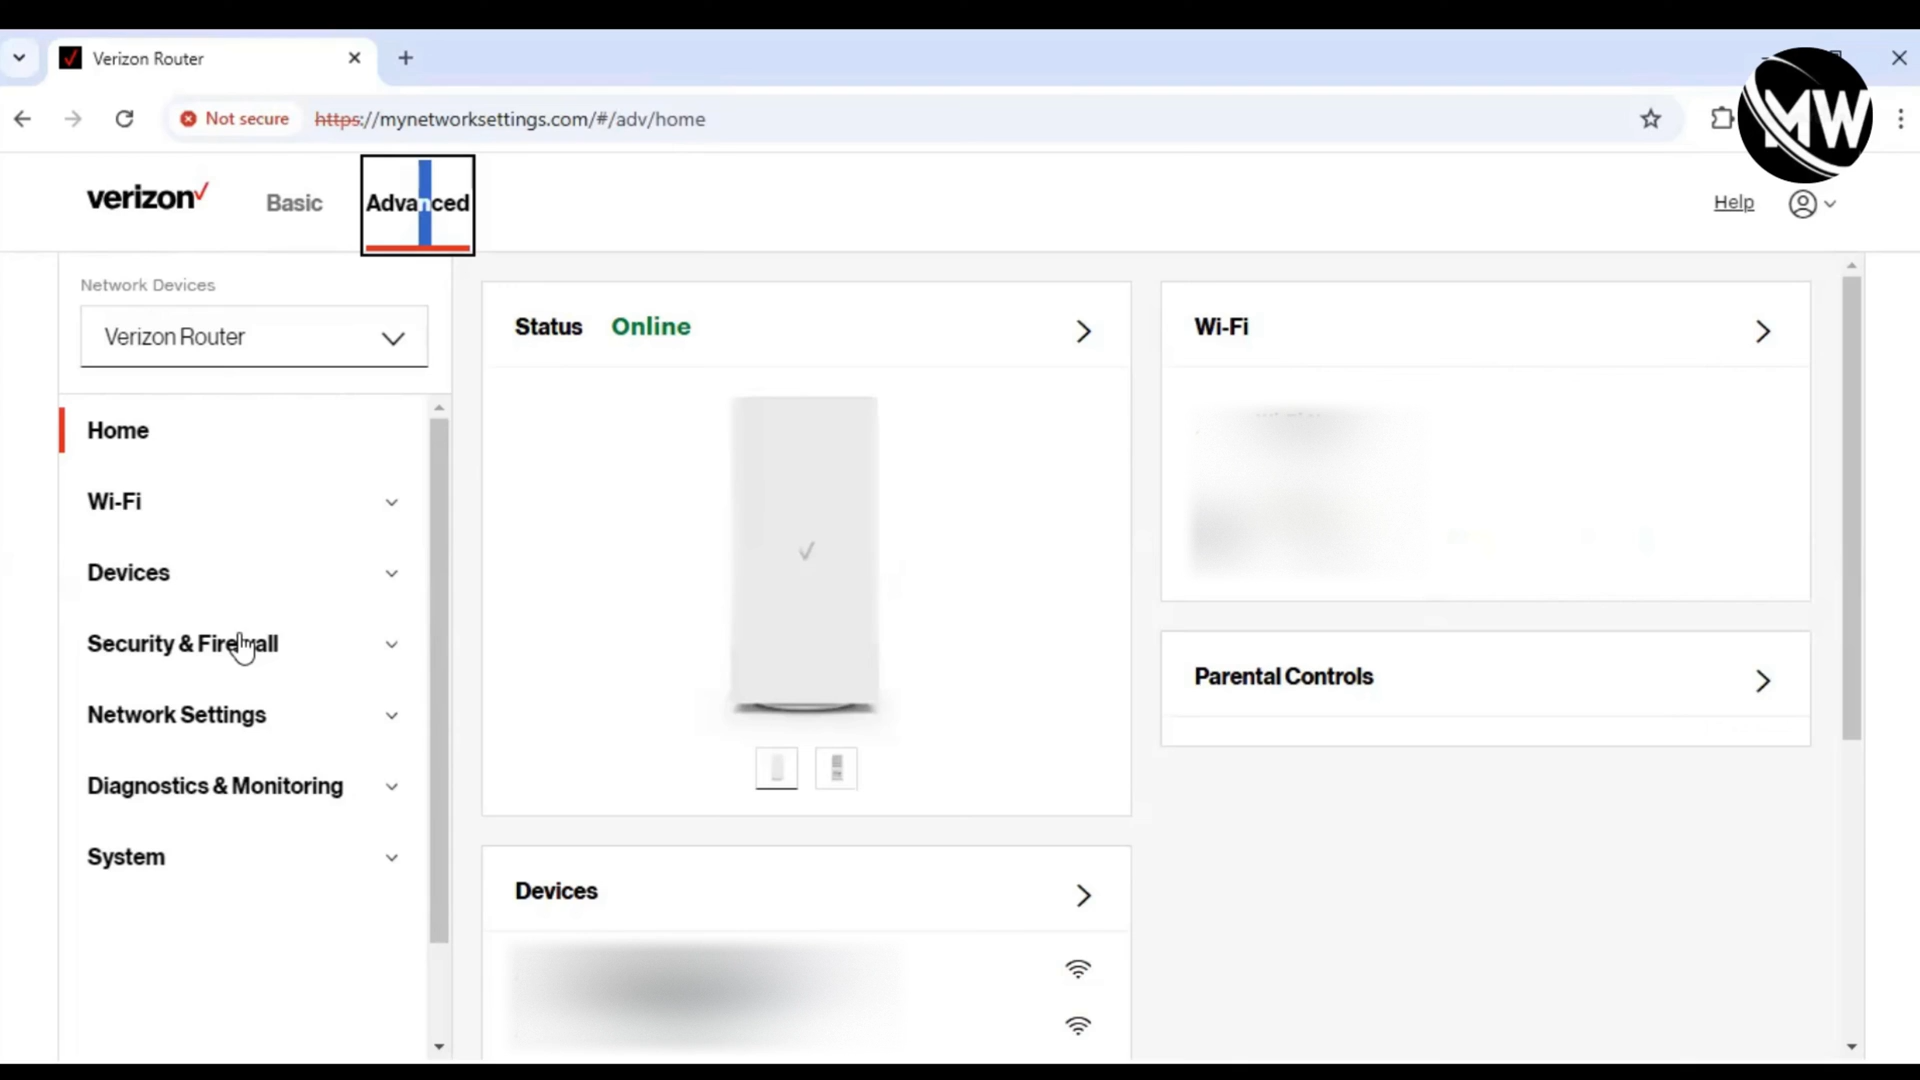 Verizon Router
Not secure
https://mynetworksettings.com/#/adv/home
MW
verizon
Basic
Advanced
Help
Network Devices
Verizon Router
Home
Wi-Fi
Devices
Security & Firewall
Network Settings
Diagnostics & Monitoring
System
Status Online
Devices
Wi-Fi
Parental Controls